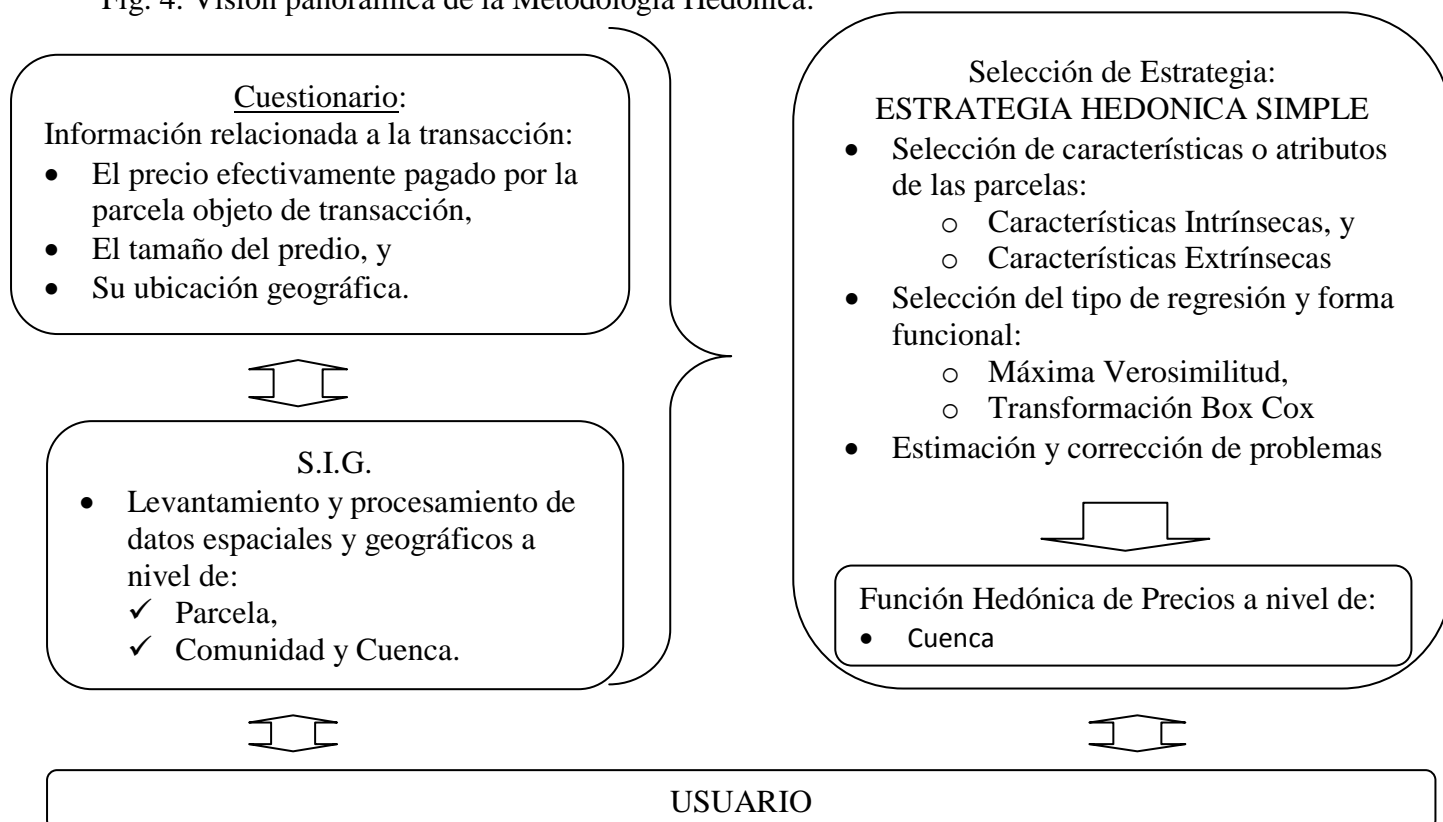 Fig. 4. Visión panorámica de la Metodología Hedónica.
Cuestionario:
Información relacionada a la transacción:
• El precio efectivamente pagado por la
parcela objeto de transacción,
• El tamaño del predio, y
• Su ubicación geográfica.
S.I.G.
• Levantamiento y procesamiento de
datos espaciales y geográficos a
nivel de:
✓ Parcela,
✓ Comunidad y Cuenca.
Selección de Estrategia:
ESTRATEGIA HEDONICA SIMPLE
• Selección de características o atributos
de las parcelas:
o Características Intrínsecas, y
o Características Extrínsecas
• Selección del tipo de regresión y forma
funcional:
o Máxima Verosimilitud,
o Transformación Box Cox
• Estimación y corrección de problemas
Función Hedónica de Precios a nivel de:
• Cuenca
USUARIO